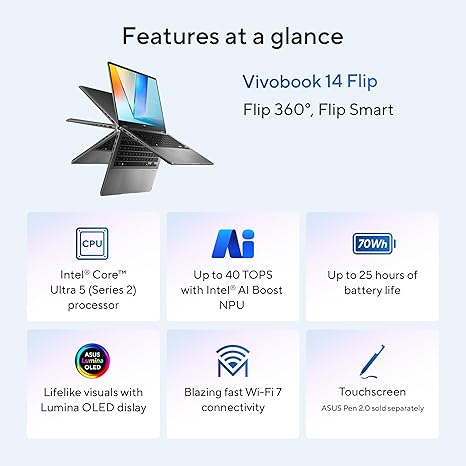 Features at a glance
Vivobook 14 Flip
Flip 360°, Flip Smart
CPU
Intel® Core™
Ultra 5 (Series 2)
processor
Ai
Up to 40 TOPS
with Intel® AI Boost
NPU
70Wh
Up to 25 hours of
battery life
ASUS
Lumina
OLED
Lifelike visuals with
Lumina OLED dislay
Blazing fast Wi-Fi 7
connectivity
Touchscreen
ASUS Pen 2.0 sold separately